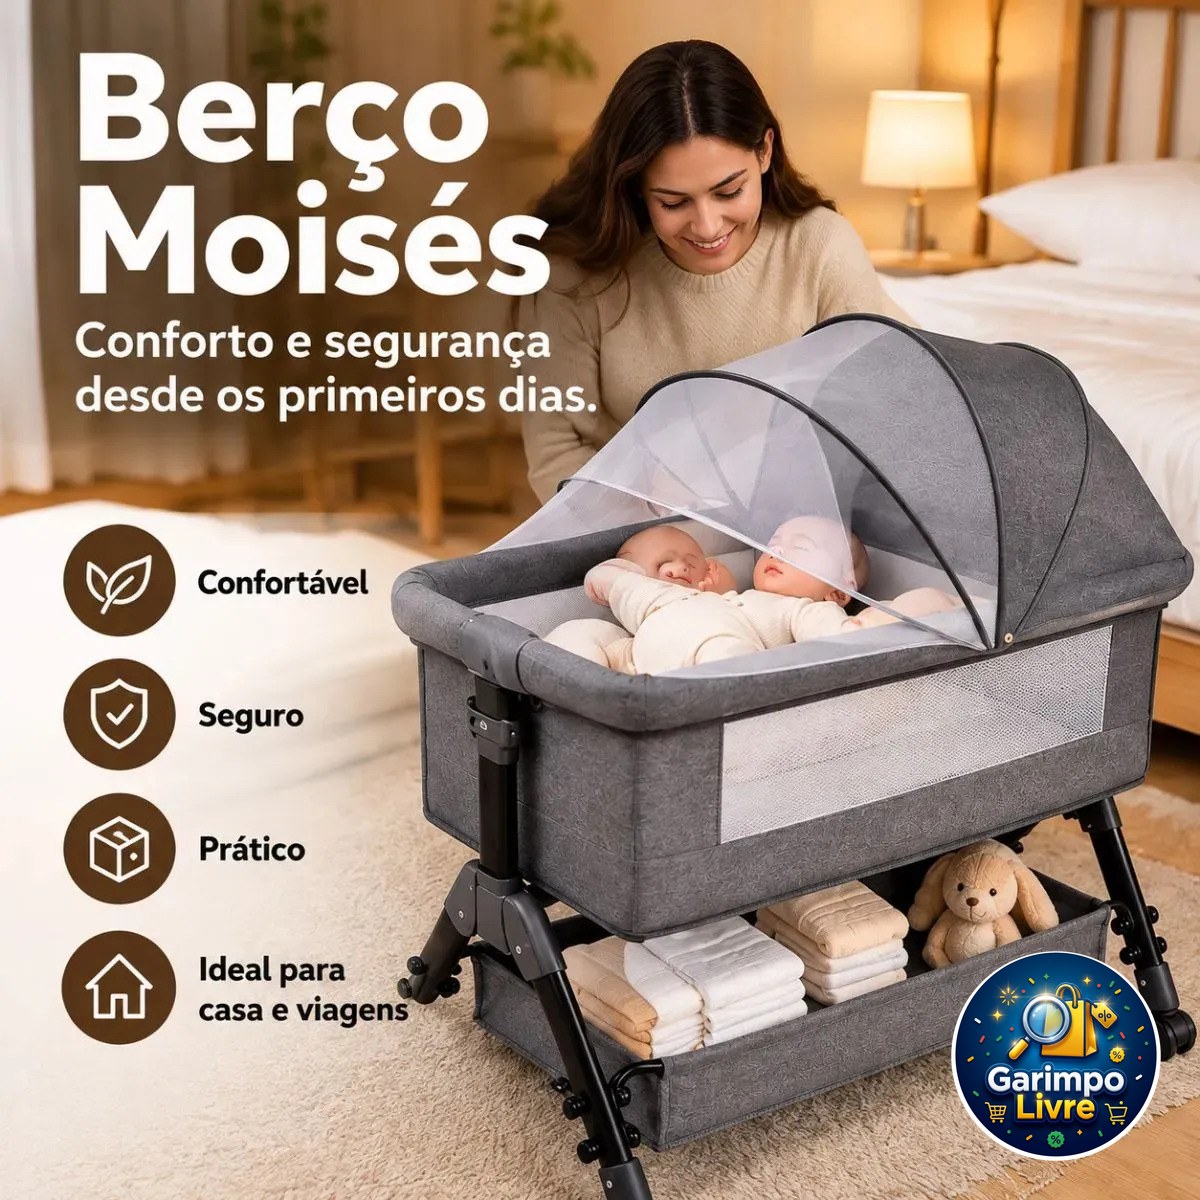 Berço
Moisés
Conforto e segurança
desde os primeiros dias.
Confortável
Seguro
Prático
Ideal para
casa e viagens
%
%
Garimpo
Livre
%